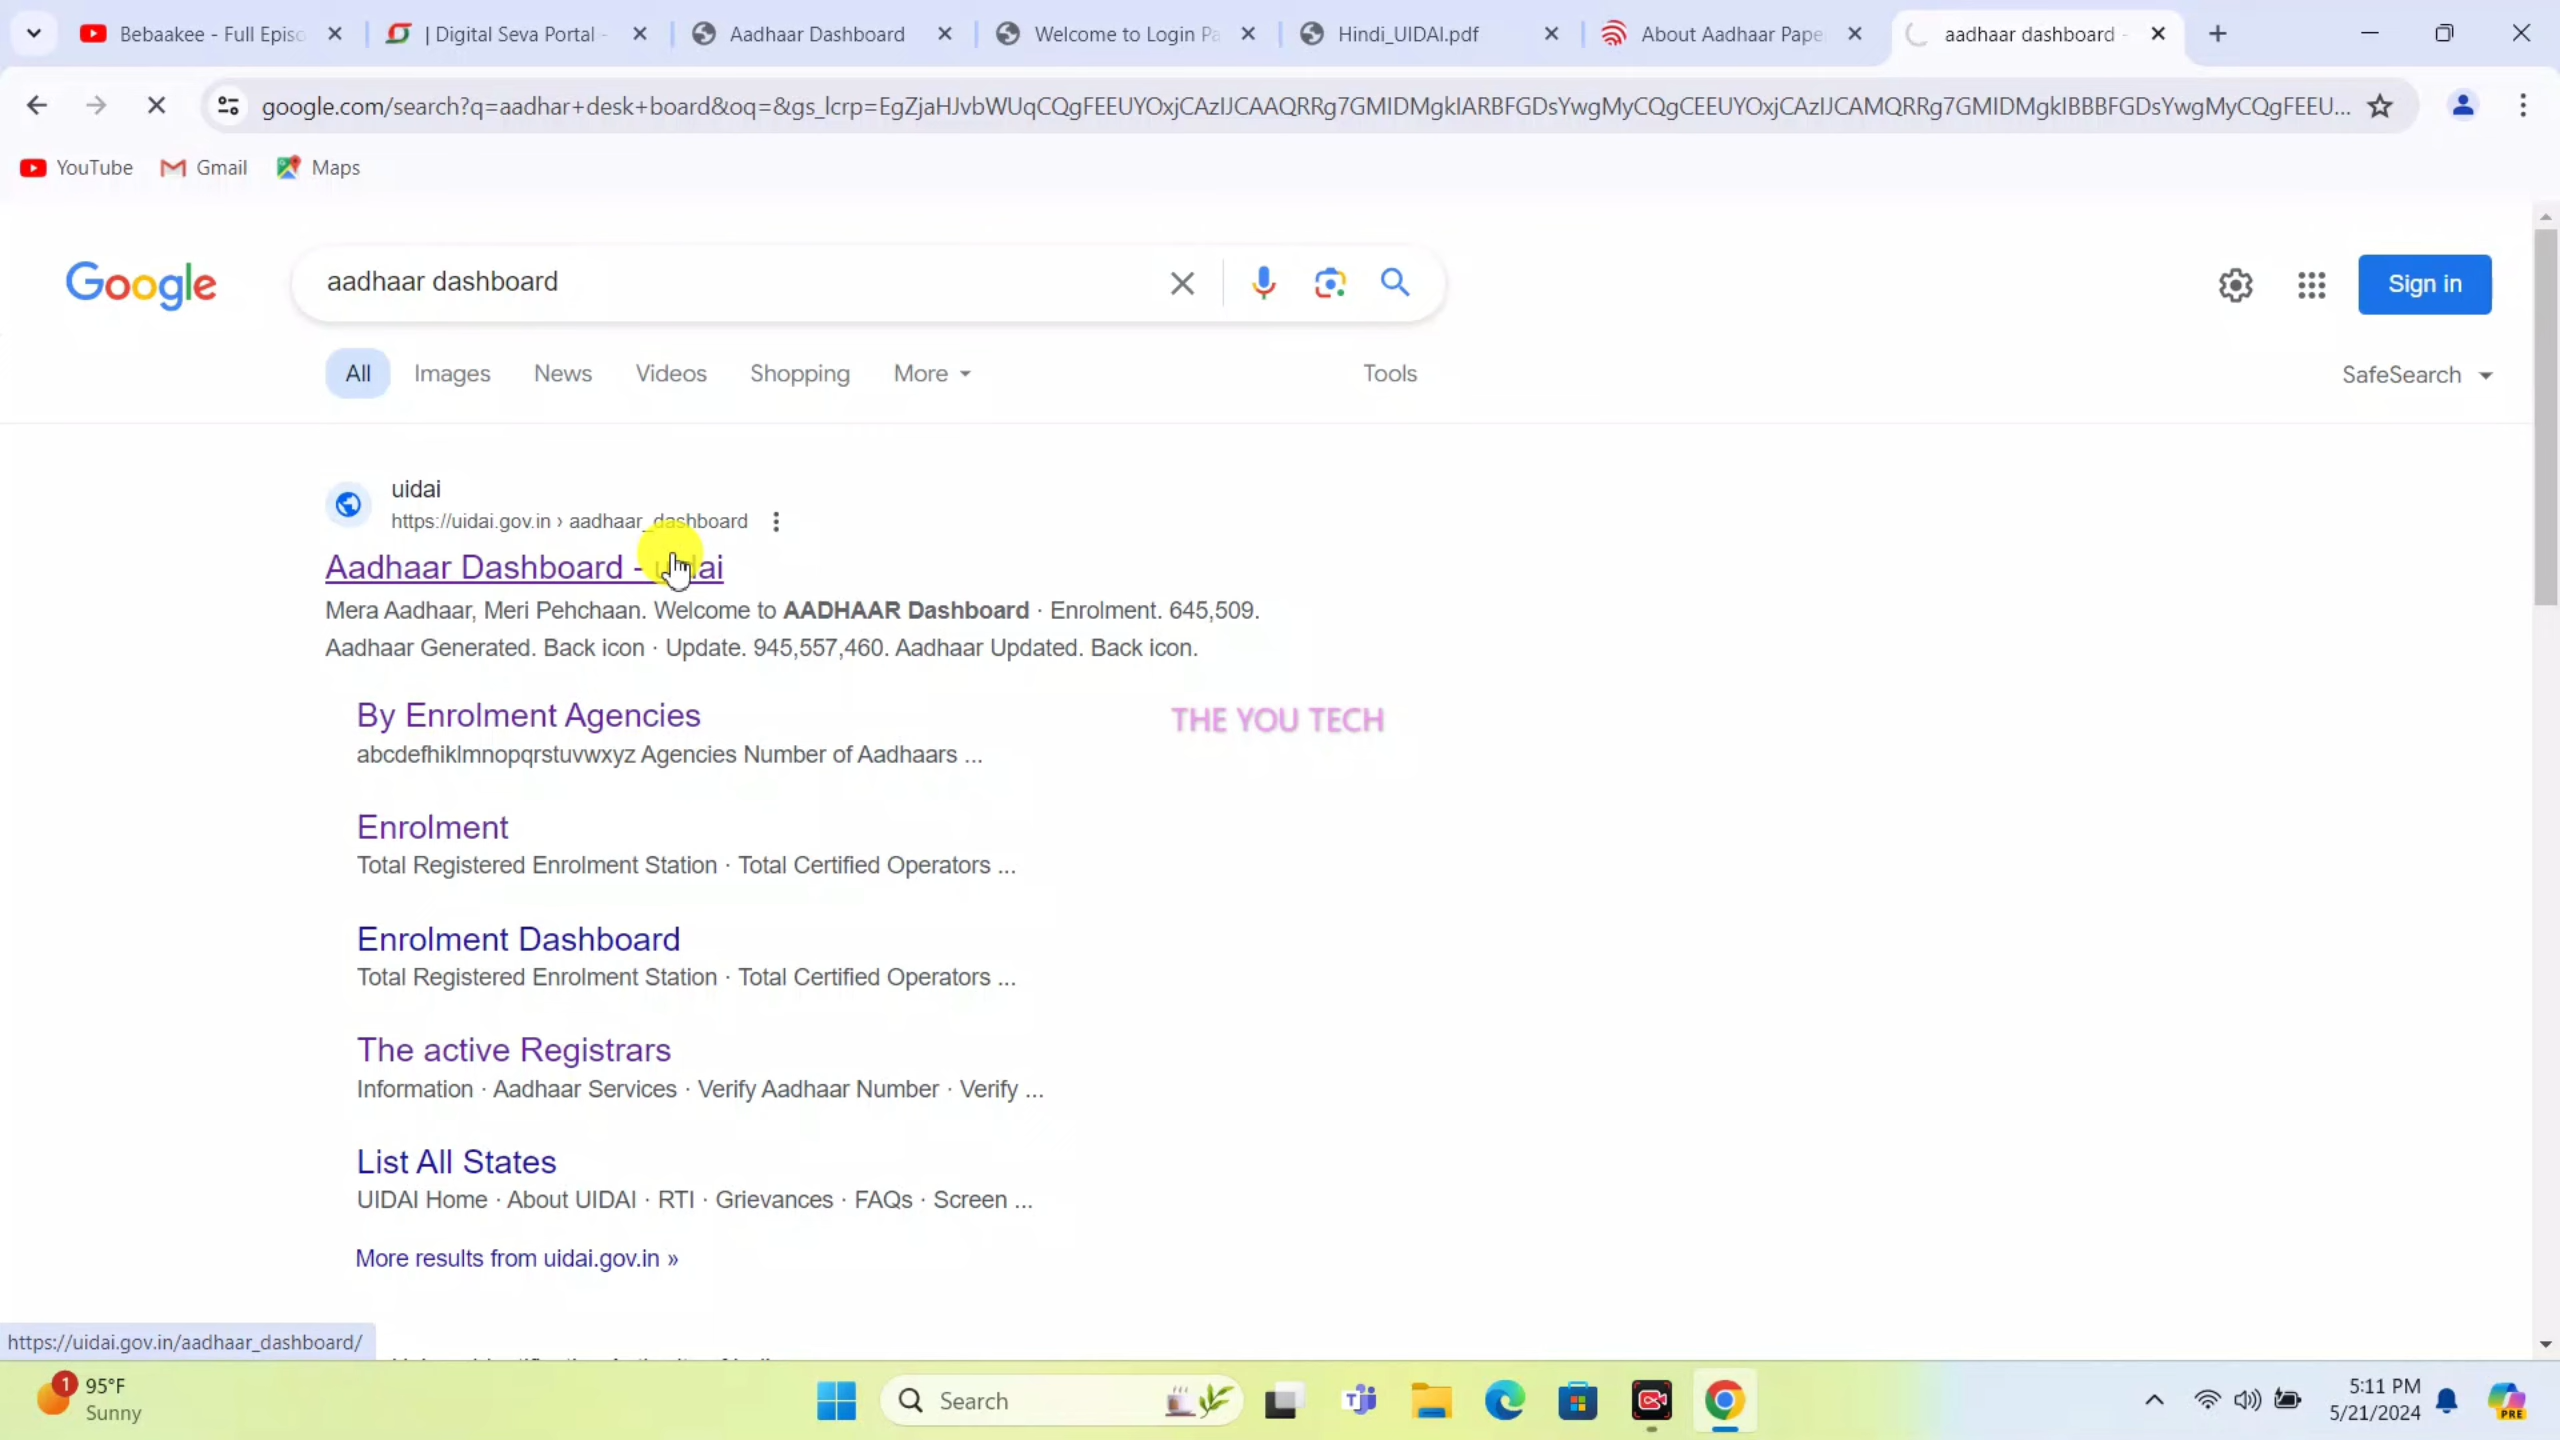 Bebaakee - Full Episo
| Digital Seva Portal -
Aadhaar Dashboard
Welcome to Login Pa
Hindi_UIDAI.pdf
About Aadhaar Pape
aadhaar dashboard -
google.com/search?q=aadhar+desk+board&oq=&gs_lcrp=EgZjaHJvbWUqCQgFEEUYOxjCAzIJCAAQRRg7GMIDMgkIARBFGDsYwgMyCQgCEEUYOxjCAzIJCAMQRRg7GMIDMgkIBBBFGDsYwgMyCQgFEEU...
YouTube
Gmail
Maps
Google
aadhaar dashboard
Sign in
All
Images
News
Videos
Shopping
More
Tools
SafeSearch
uidai
https://uidai.gov.in › aadhaar_dashboard
Aadhaar Dashboard - uidai
Mera Aadhaar, Meri Pehchaan. Welcome to AADHAAR Dashboard · Enrolment. 645,509.
Aadhaar Generated. Back icon · Update. 945,557,460. Aadhaar Updated. Back icon.
By Enrolment Agencies
abcdefhiklmnopqrstuvwxyz Agencies Number of Aadhaars ...
THE YOU TECH
Enrolment
Total Registered Enrolment Station · Total Certified Operators ...
Enrolment Dashboard
Total Registered Enrolment Station · Total Certified Operators ...
The active Registrars
Information · Aadhaar Services · Verify Aadhaar Number · Verify ...
List All States
UIDAI Home · About UIDAI · RTI · Grievances · FAQs · Screen ...
More results from uidai.gov.in »
https://uidai.gov.in/aadhaar_dashboard/
1
95°F
Sunny
Search
5:11 PM
5/21/2024
PRE